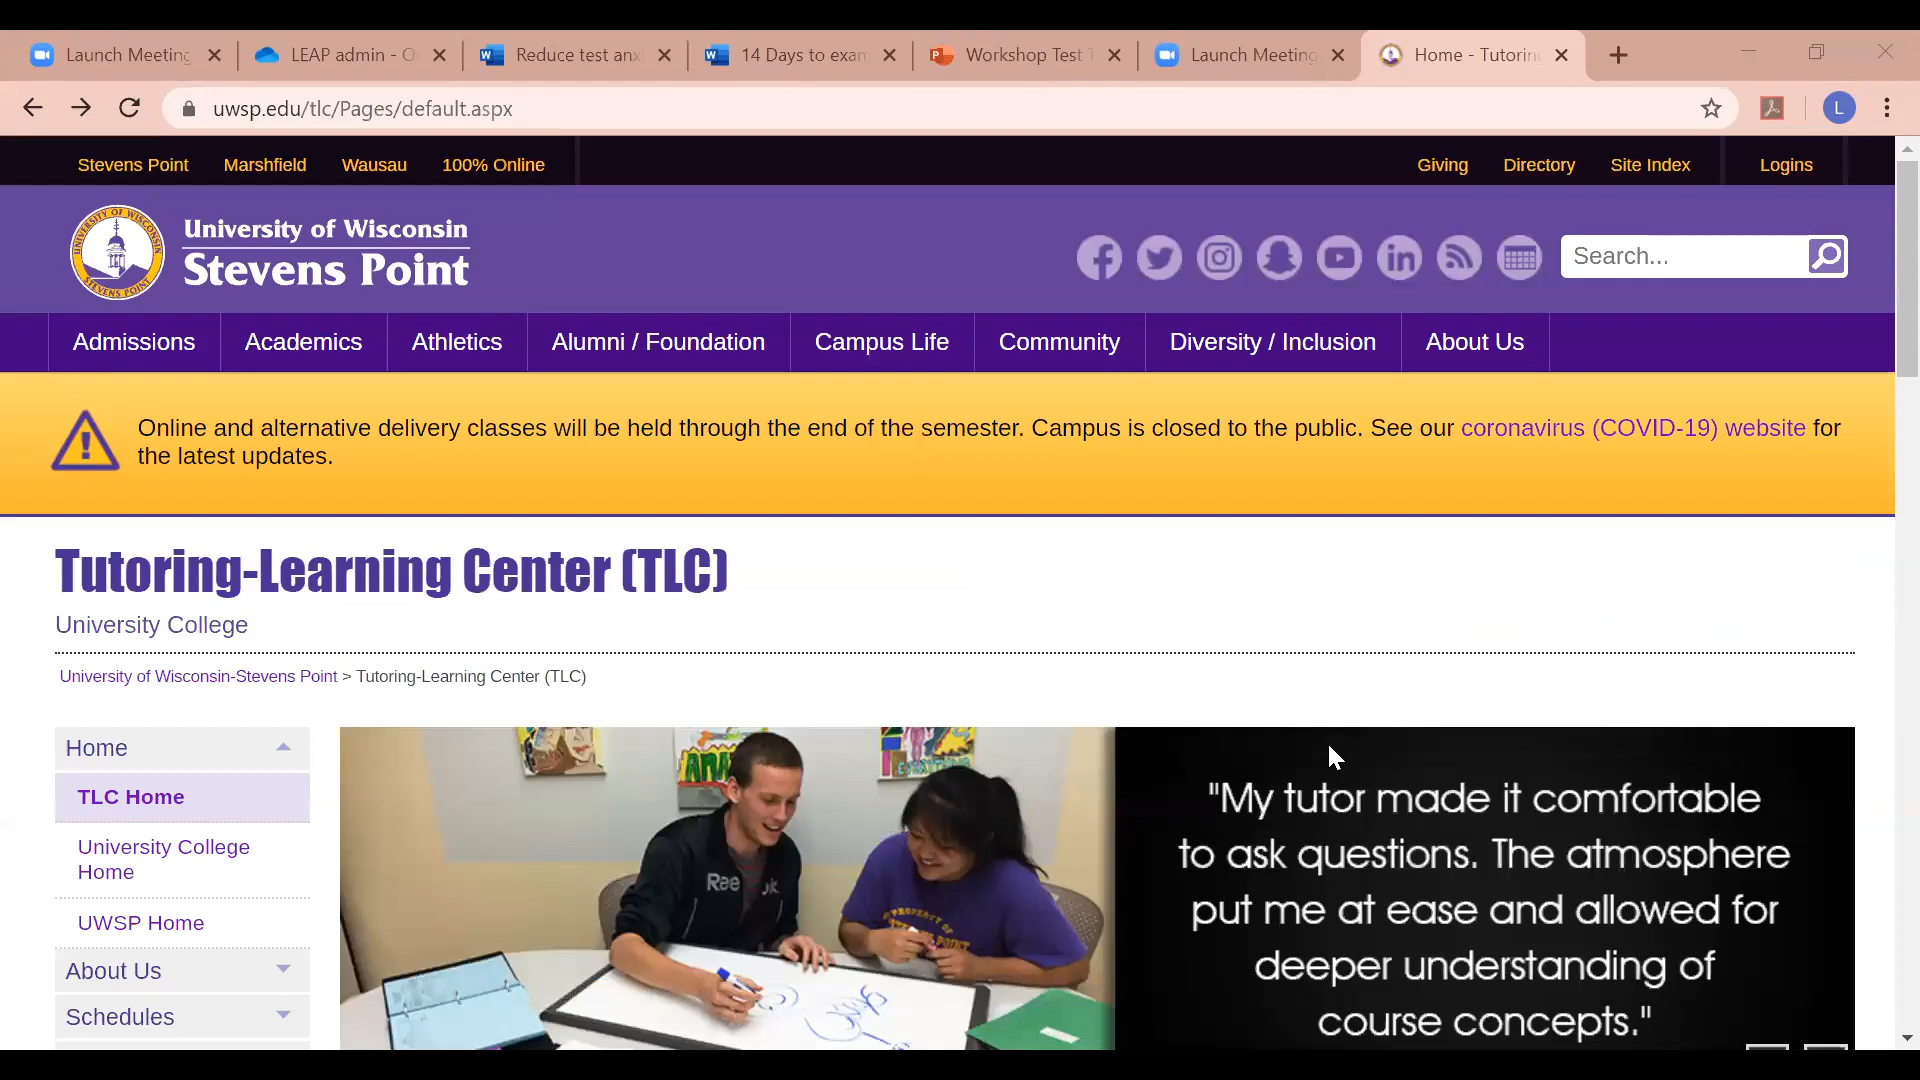 Launch Meeting
LEAP admin - O
Reduce test anxi
14 Days to exam
Workshop Test T
Launch Meeting
Home - Tutoring
uwsp.edu/tlc/Pages/default.aspx
L
Stevens Point
Marshfield
Wausau
100% Online
Giving
Directory
Site Index
Logins
UNIVERSITY OF WISCONSIN
STEVENS POINT
University of Wisconsin
Stevens Point
Search...
Admissions
Academics
Athletics
Alumni / Foundation
Campus Life
Community
Diversity / Inclusion
About Us
Online and alternative delivery classes will be held through the end of the semester. Campus is closed to the public. See our coronavirus (COVID-19) website for
the latest updates.
Tutoring-Learning Center (TLC)
University College
University of Wisconsin-Stevens Point > Tutoring-Learning Center (TLC)
Home
TLC Home
University College
Home
UWSP Home
About Us
Schedules
"My tutor made it comfortable
to ask questions. The atmosphere
put me at ease and allowed for
deeper understanding of
course concepts."